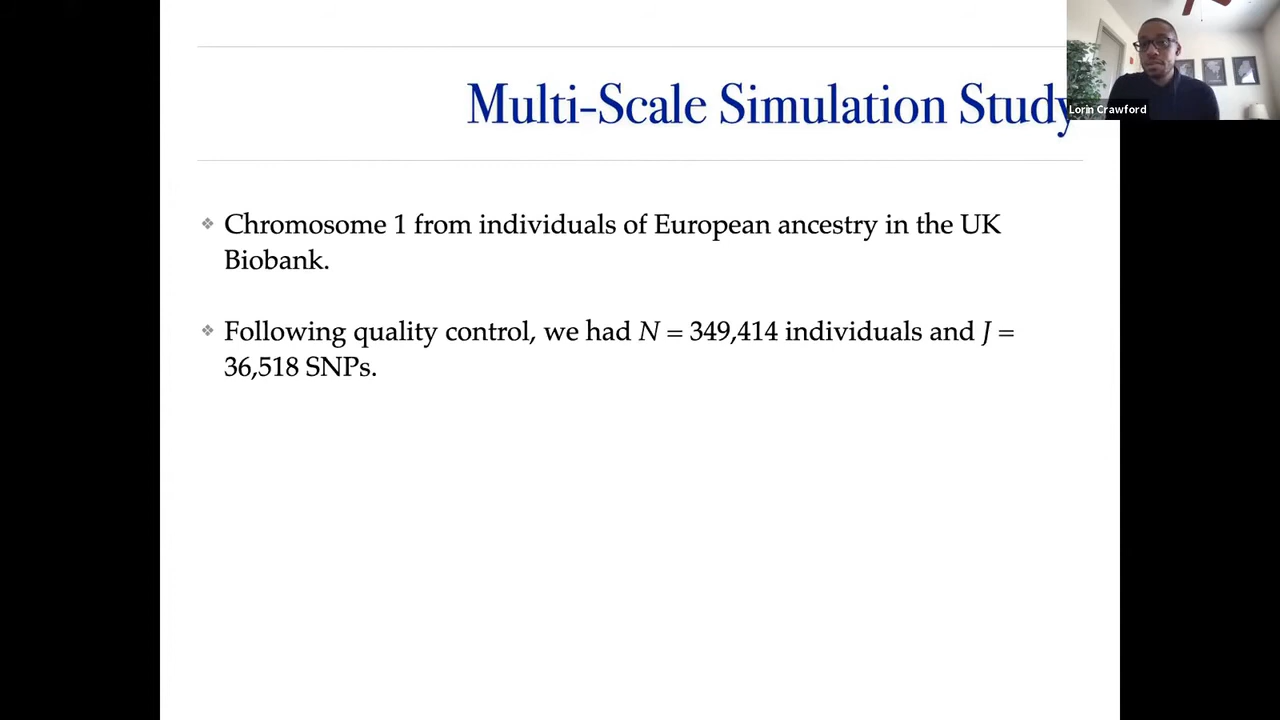 Multi-Scale Simulation Study
Lorin Crawford
❖ Chromosome 1 from individuals of European ancestry in the UK
Biobank.
❖ Following quality control, we had N = 349,414 individuals and J =
36,518 SNPs.